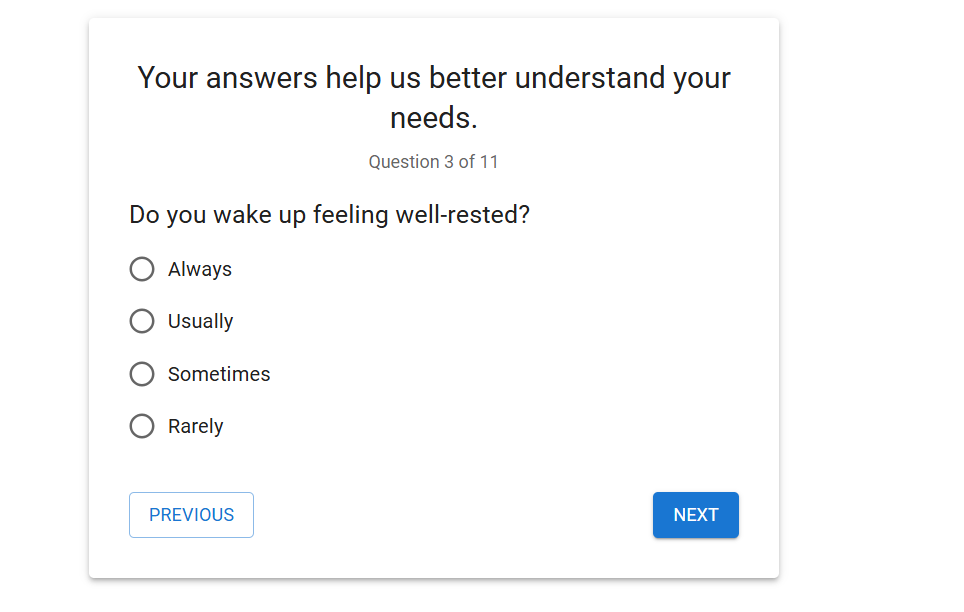 Your answers help us better understand your
needs.
Question 3 of 11
Do you wake up feeling well-rested?
Always
Usually
Sometimes
Rarely
PREVIOUS
NEXT